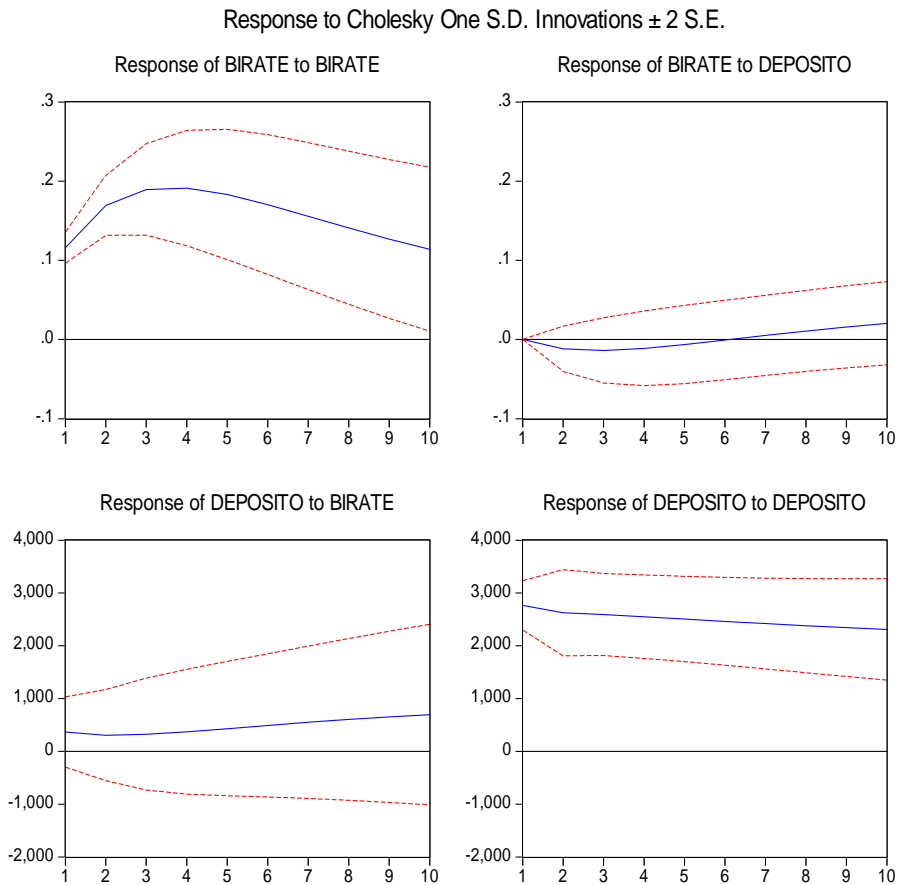 Response to Cholesky One S.D. Innovations ± 2 S.E.
Response of BIRATE to BIRATE
.3
.2
.1
.0
-.1
1 2 3 4 5 6 7 8 9 10
Response of BIRATE to DEPOSITO
.3
.2
.1
.0
-.1
1 2 3 4 5 6 7 8 9 10
Response of DEPOSITO to BIRATE
4,000
3,000
2,000
1,000
0
-1,000
-2,000
1 2 3 4 5 6 7 8 9 10
Response of DEPOSITO to DEPOSITO
4,000
3,000
2,000
1,000
0
-1,000
-2,000
1 2 3 4 5 6 7 8 9 10